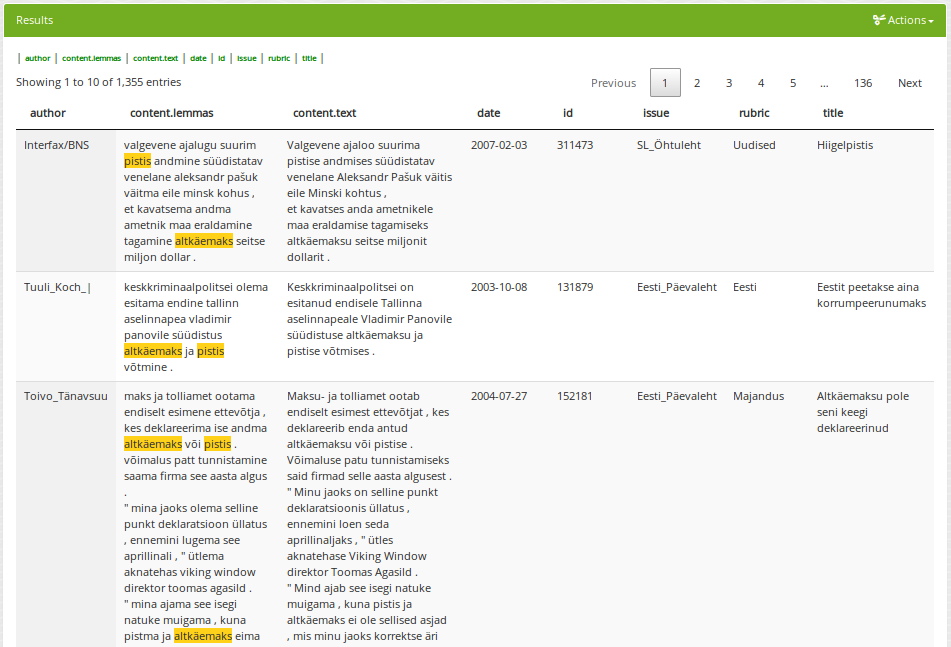 Results
Actions
| author | content.lemmas | content.text | date | id | issue | rubric | title |
Showing 1 to 10 of 1,355 entries
Previous 1 2 3 4 5 ... 136 Next
author content.lemmas content.text date id issue rubric title
Interfax/BNS
valgevene ajalugu suurim
pistis andmine süüdistatav
venelane aleksandr pašuk
väitma eile minsk kohus ,
et kavatsema andma
ametnik maa eraldamine
tagamine altkäemaks seitse
miljon dollar .
Valgevene ajaloo suurima
pistise andmises süüdistatav
venelane Aleksandr Pašuk väitis
eile Minski kohtus ,
et kavatses anda ametnikele
maa eraldamise tagamiseks
altkäemaksu seitse miljonit
dollarit .
2007-02-03
311473
SL_Õhtuleht
Uudised
Hiigelpistis
Tuuli_Koch_|
keskkriminaalpolitsei olema
esitama endine tallinn
aselinnapea vladimir
panovile süüdistus
altkäemaks ja pistis
võtmine .
Keskkriminaalpolitsei on
esitanud endisele Tallinna
aselinnapeale Vladimir Panovile
süüdistuse altkäemaksu ja
pistise võtmises .
2003-10-08
131879
Eesti_Päevaleht
Eesti
Eestit peetakse aina
korrumpeerunumaks
Toivo_Tänavsuu
maks ja tolliamet ootama
endiselt esimene ettevõtja ,
kes deklareerima ise andma
altkäemaks või pistis .
võimalus patt tunnistamine
saama firma see aasta algus
.
" mina jaoks olema selline
punkt deklaratsioon üllatus
, ennemini lugema see
aprillinali , " ütlema
aknatehas viking window
direktor toomas agasild .
" mina ajama see isegi
natuke muigama , kuna
pistma ja altkäemaks eima
Maksu- ja tolliamet ootab
endiselt esimest ettevõtjat , kes
deklareerib enda antud
altkäemaksu või pistise .
Võimaluse patu tunnistamiseks
said firmad selle aasta algusest .
" Minu jaoks on selline punkt
deklaratsioonis üllatus ,
ennemini loen seda
aprillinaljaks , " ütles
aknatehase Viking Window
direktor Toomas Agasild .
" Mind ajab see isegi natuke
muigama , kuna pistis ja
altkäemaks ei ole sellised asjad
, mis minu jaoks korrektse äri
2004-07-27
152181
Eesti_Päevaleht
Majandus
Altkäemaksu pole
seni keegi
deklareerinud